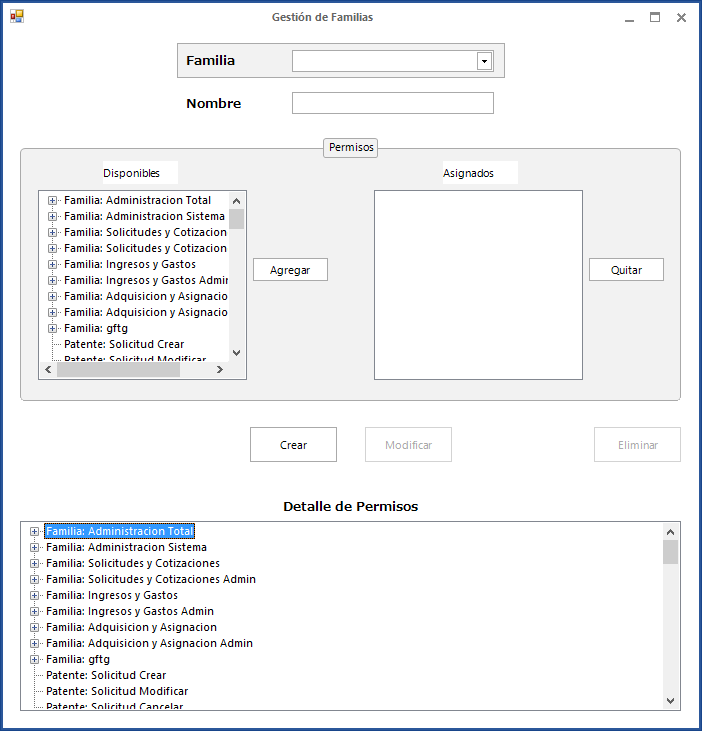 Gestión de Familias
Familia
Nombre
Permisos
Disponibles
Asignados
Familia: Administracion Total
Familia: Administracion Sistema
Familia: Solicitudes y Cotizacion
Familia: Solicitudes y Cotizacion
Familia: Ingresos y Gastos
Familia: Ingresos y Gastos Admin
Familia: Adquisicion y Asignacio
Familia: Adquisicion y Asignacio
Familia: gftg
Patente: Solicitud Crear
Patente: Solicitud Modificar
Agregar
Quitar
Crear
Modificar
Eliminar
Detalle de Permisos
Familia: Administracion Total
Familia: Administracion Sistema
Familia: Solicitudes y Cotizaciones
Familia: Solicitudes y Cotizaciones Admin
Familia: Ingresos y Gastos
Familia: Ingresos y Gastos Admin
Familia: Adquisicion y Asignacion
Familia: Adquisicion y Asignacion Admin
Familia: gftg
Patente: Solicitud Crear
Patente: Solicitud Modificar
Patente: Solicitud Cancelar